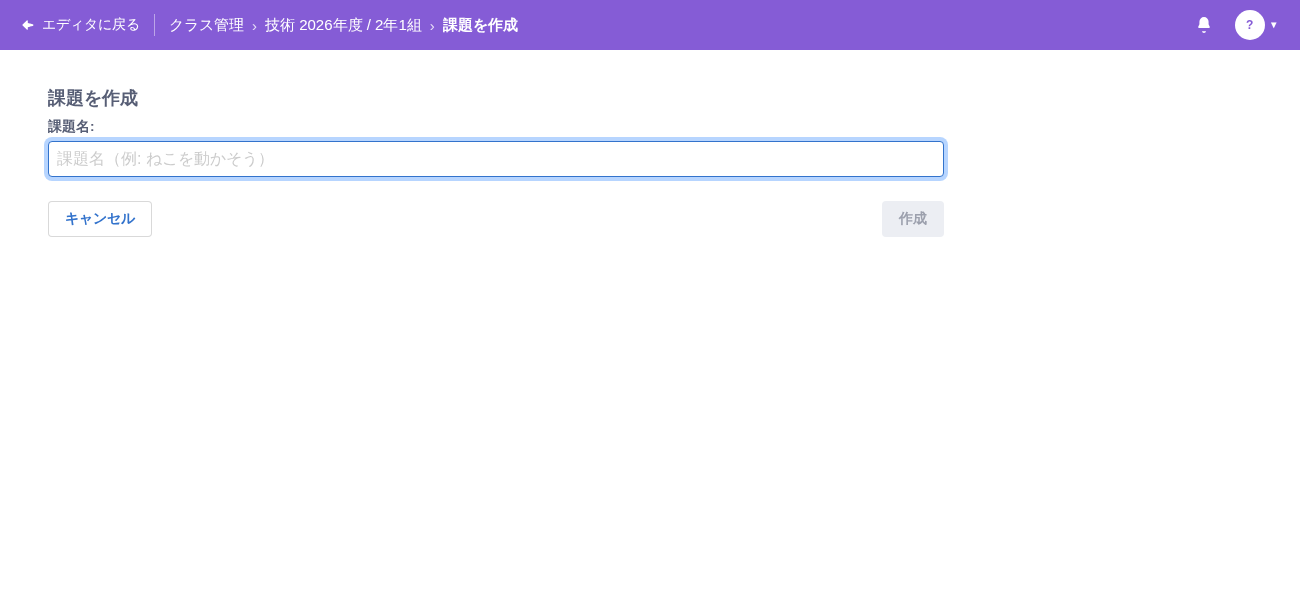 エディタに戻る クラス管理 › 技術 2026年度 / 2年1組 › 課題を作成 ? ▼
課題を作成
課題名:
課題名（例: ねこを動かそう）
キャンセル 作成